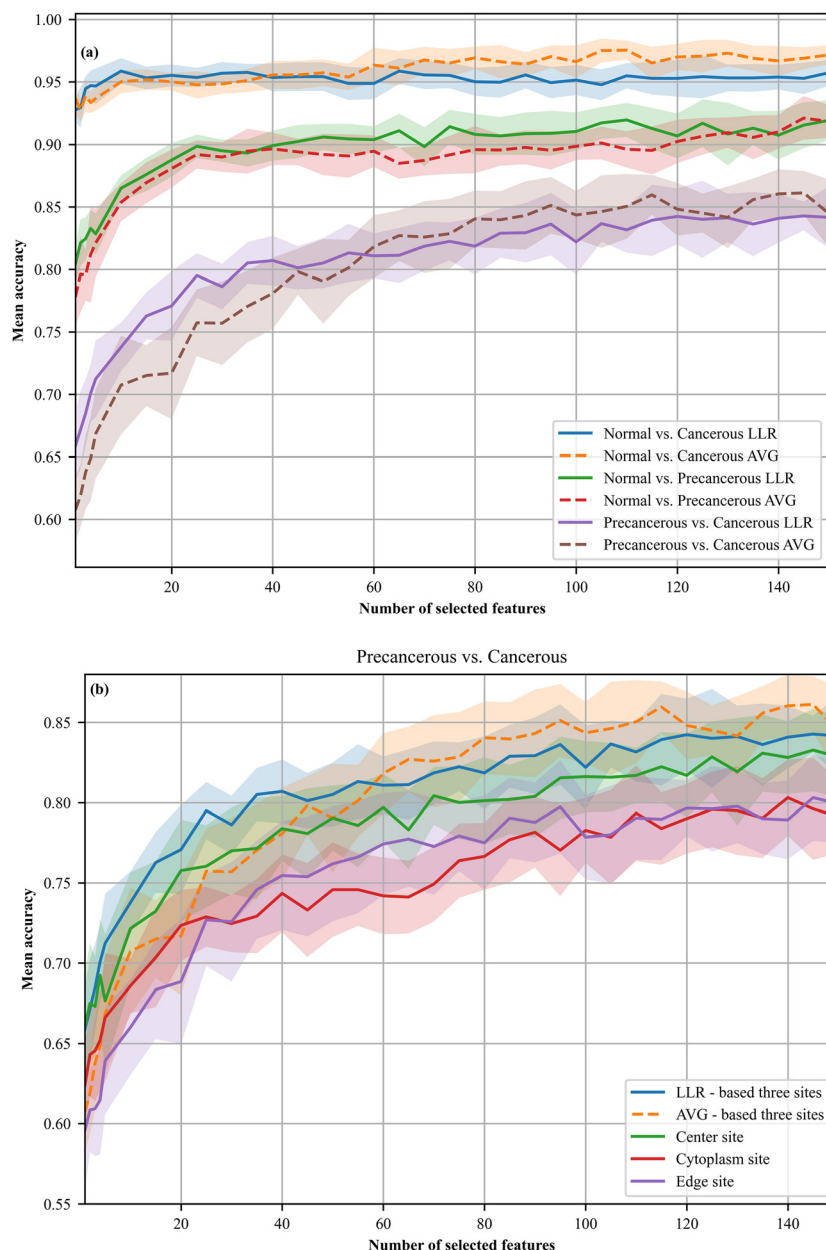 (a)
1.00
0.95
0.90
0.85
0.80
0.75
0.70
0.65
0.60
Mean accuracy
Normal vs. Cancerous LLR
Normal vs. Cancerous AVG
Normal vs. Precancerous LLR
Normal vs. Precancerous AVG
Precancerous vs. Cancerous LLR
Precancerous vs. Cancerous AVG
20 40 60 80 100 120 140
Number of selected features
Precancerous vs. Cancerous
(b)
0.85
0.80
0.75
0.70
0.65
0.60
0.55
Mean accuracy
LLR - based three sites
AVG - based three sites
Center site
Cytoplasm site
Edge site
20 40 60 80 100 120 140
Number of selected features